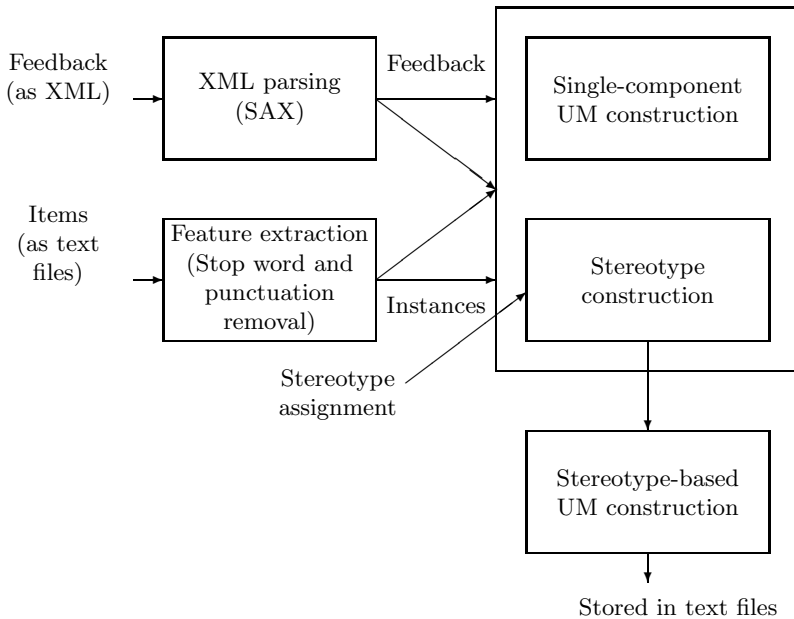 Feedback
(as XML)
XML parsing
(SAX)
Feedback
Single-component
UM construction
Items
(as text
files)
Feature extraction
(Stop word and
punctuation
removal)
Instances
Stereotype
construction
Stereotype
assignment
Stereotype-based
UM construction
Stored in text files